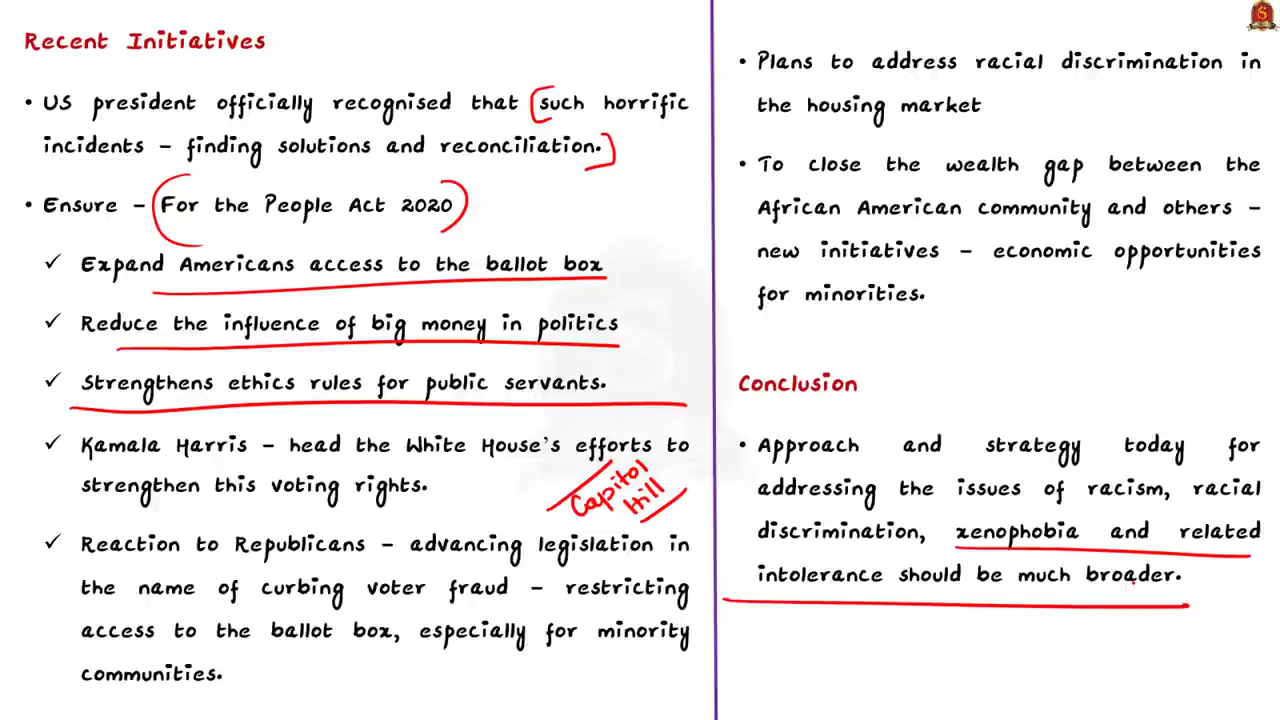 Recent Initiatives
• US president officially recognised that such horrific
incidents – finding solutions and reconciliation.
• Ensure – For the People Act 2020
✓ Expand Americans access to the ballot box
✓ Reduce the influence of big money in politics
✓ Strengthens ethics rules for public servants.
✓ Kamala Harris – head the White House's efforts to
strengthen this voting rights.
Capitol
Hill
✓ Reaction to Republicans – advancing legislation in
the name of curbing voter fraud – restricting
access to the ballot box, especially for minority
communities.
• Plans to address racial discrimination in
the housing market
• To close the wealth gap between the
African American community and others –
new initiatives – economic opportunities
for minorities.
Conclusion
• Approach and strategy today for
addressing the issues of racism, racial
discrimination, xenophobia and related
intolerance should be much broader.
S
S